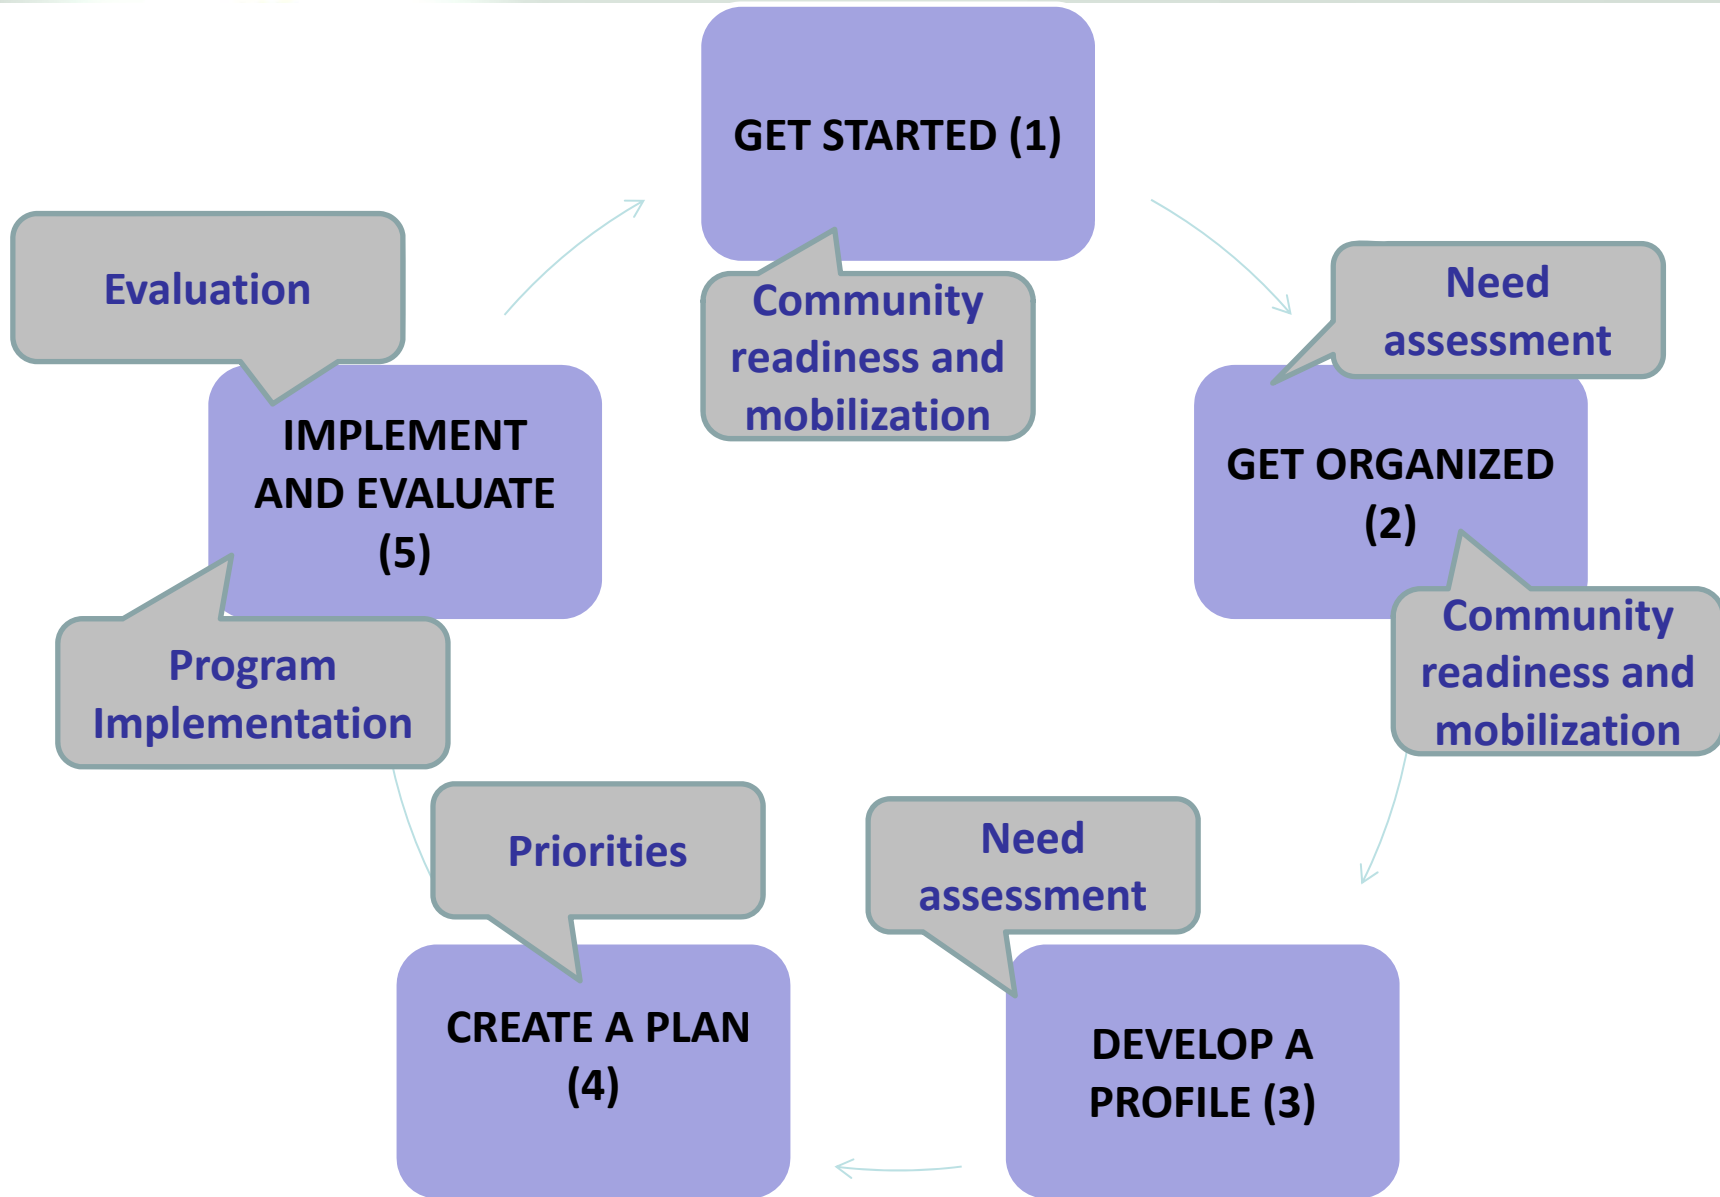 GET STARTED (1)
Community
readiness and
mobilization
Need
assessment
GET ORGANIZED
(2)
Community
readiness and
mobilization
Need
assessment
DEVELOP A
PROFILE (3)
Priorities
CREATE A PLAN
(4)
Evaluation
IMPLEMENT
AND EVALUATE
(5)
Program
Implementation